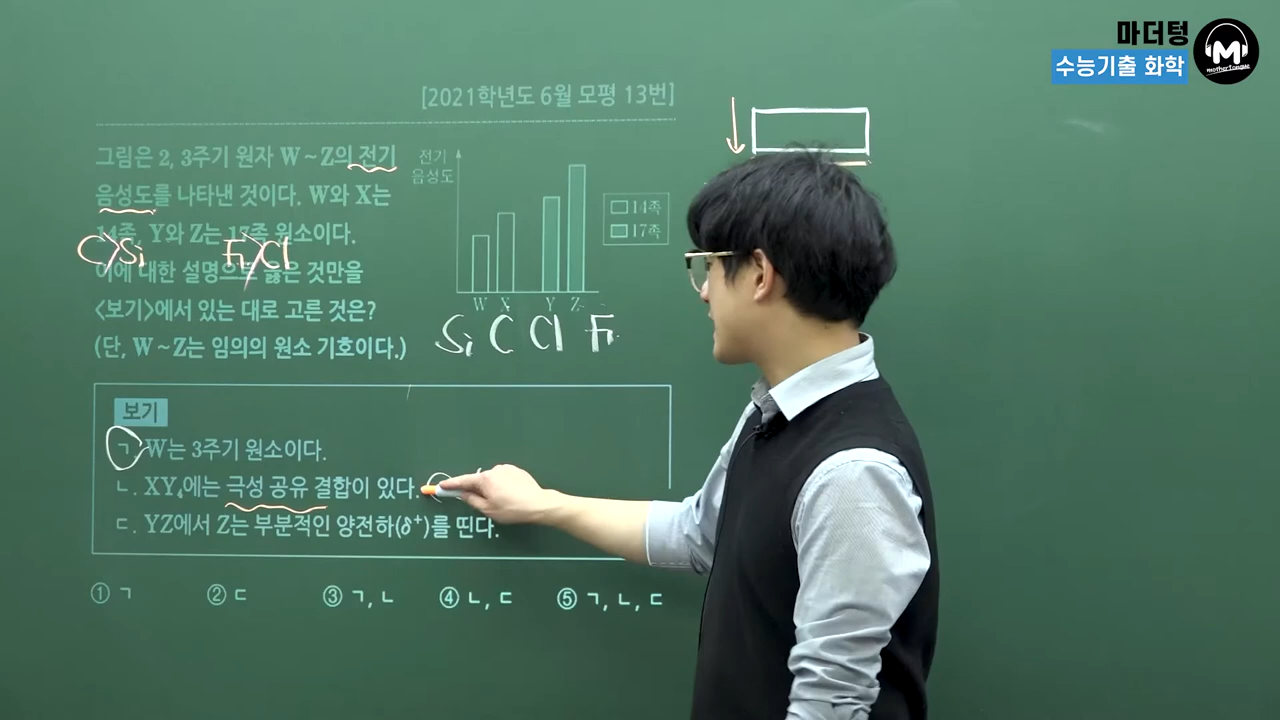 마더텅
수능기출 화학
M
mothertongue
[2021학년도 6월 모평 13번]
그림은 2, 3주기 원자 W~Z의 전기
음성도를 나타낸 것이다. W와 X는
14족, Y와 Z는 17족 원소이다.
C>Si F>Cl
이에 대한 설명으로 옳은 것만을
<보기>에서 있는 대로 고른 것은?
(단, W~Z는 임의의 원소 기호이다.)
전기
음성도
14족
17족
W X Y Z
Si C Cl F
보기
ㄱ. W는 3주기 원소이다.
ㄴ. XY₄에는 극성 공유 결합이 있다.
ㄷ. YZ에서 Z는 부분적인 양전하(δ⁺)를 띤다.
① ㄱ ② ㄷ ③ ㄱ, ㄴ ④ ㄴ, ㄷ ⑤ ㄱ, ㄴ, ㄷ